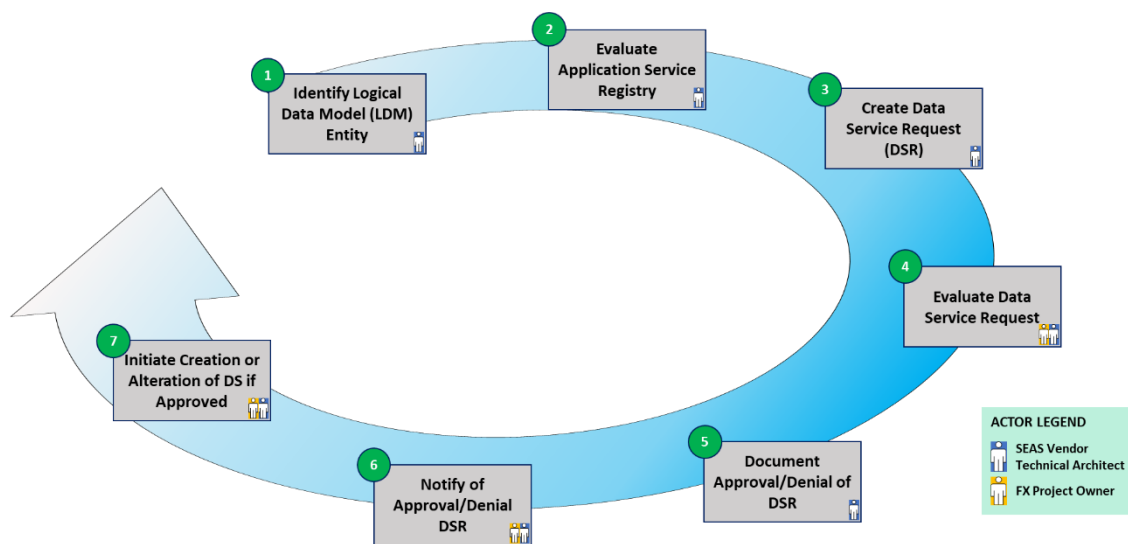 1
Identify Logical
Data Model (LDM)
Entity
2
Evaluate
Application Service
Registry
3
Create Data
Service Request
(DSR)
4
Evaluate Data
Service Request
5
Document
Approval/Denial of
DSR
6
Notify of
Approval/Denial
DSR
7
Initiate Creation or
Alteration of DS if
Approved
ACTOR LEGEND
SEAS Vendor
Technical Architect
FX Project Owner